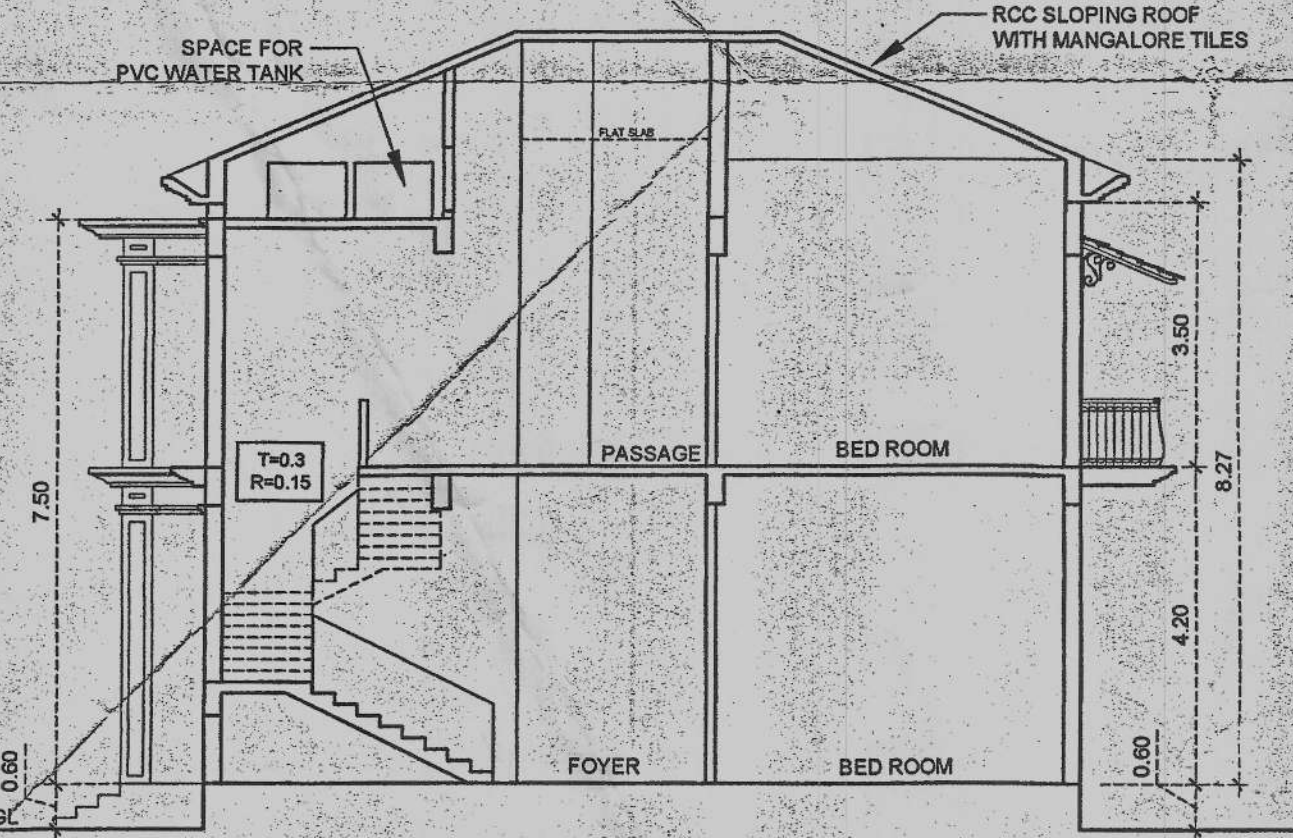 RCC SLOPING ROOF
WITH MANGALORE TILES
SPACE FOR
PVC WATER TANK
FLAT SLAB
3.50
PASSAGE
BED ROOM
T=0.3
R=0.15
7.50
8.27
4.20
0.60
FOYER
BED ROOM
0.60
GL